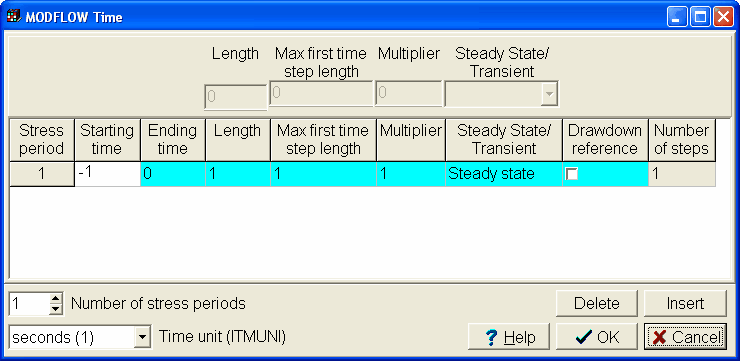 MODFLOW Time
Length Max first time step length Multiplier Steady State/ Transient
0 0 0
Stress period Starting time Ending time Length Max first time step length Multiplier Steady State/ Transient Drawdown reference Number of steps
1 -1 0 1 1 1 Steady state 1
1 Number of stress periods Delete Insert
seconds (1) Time unit (ITMUNI) ? Help OK Cancel